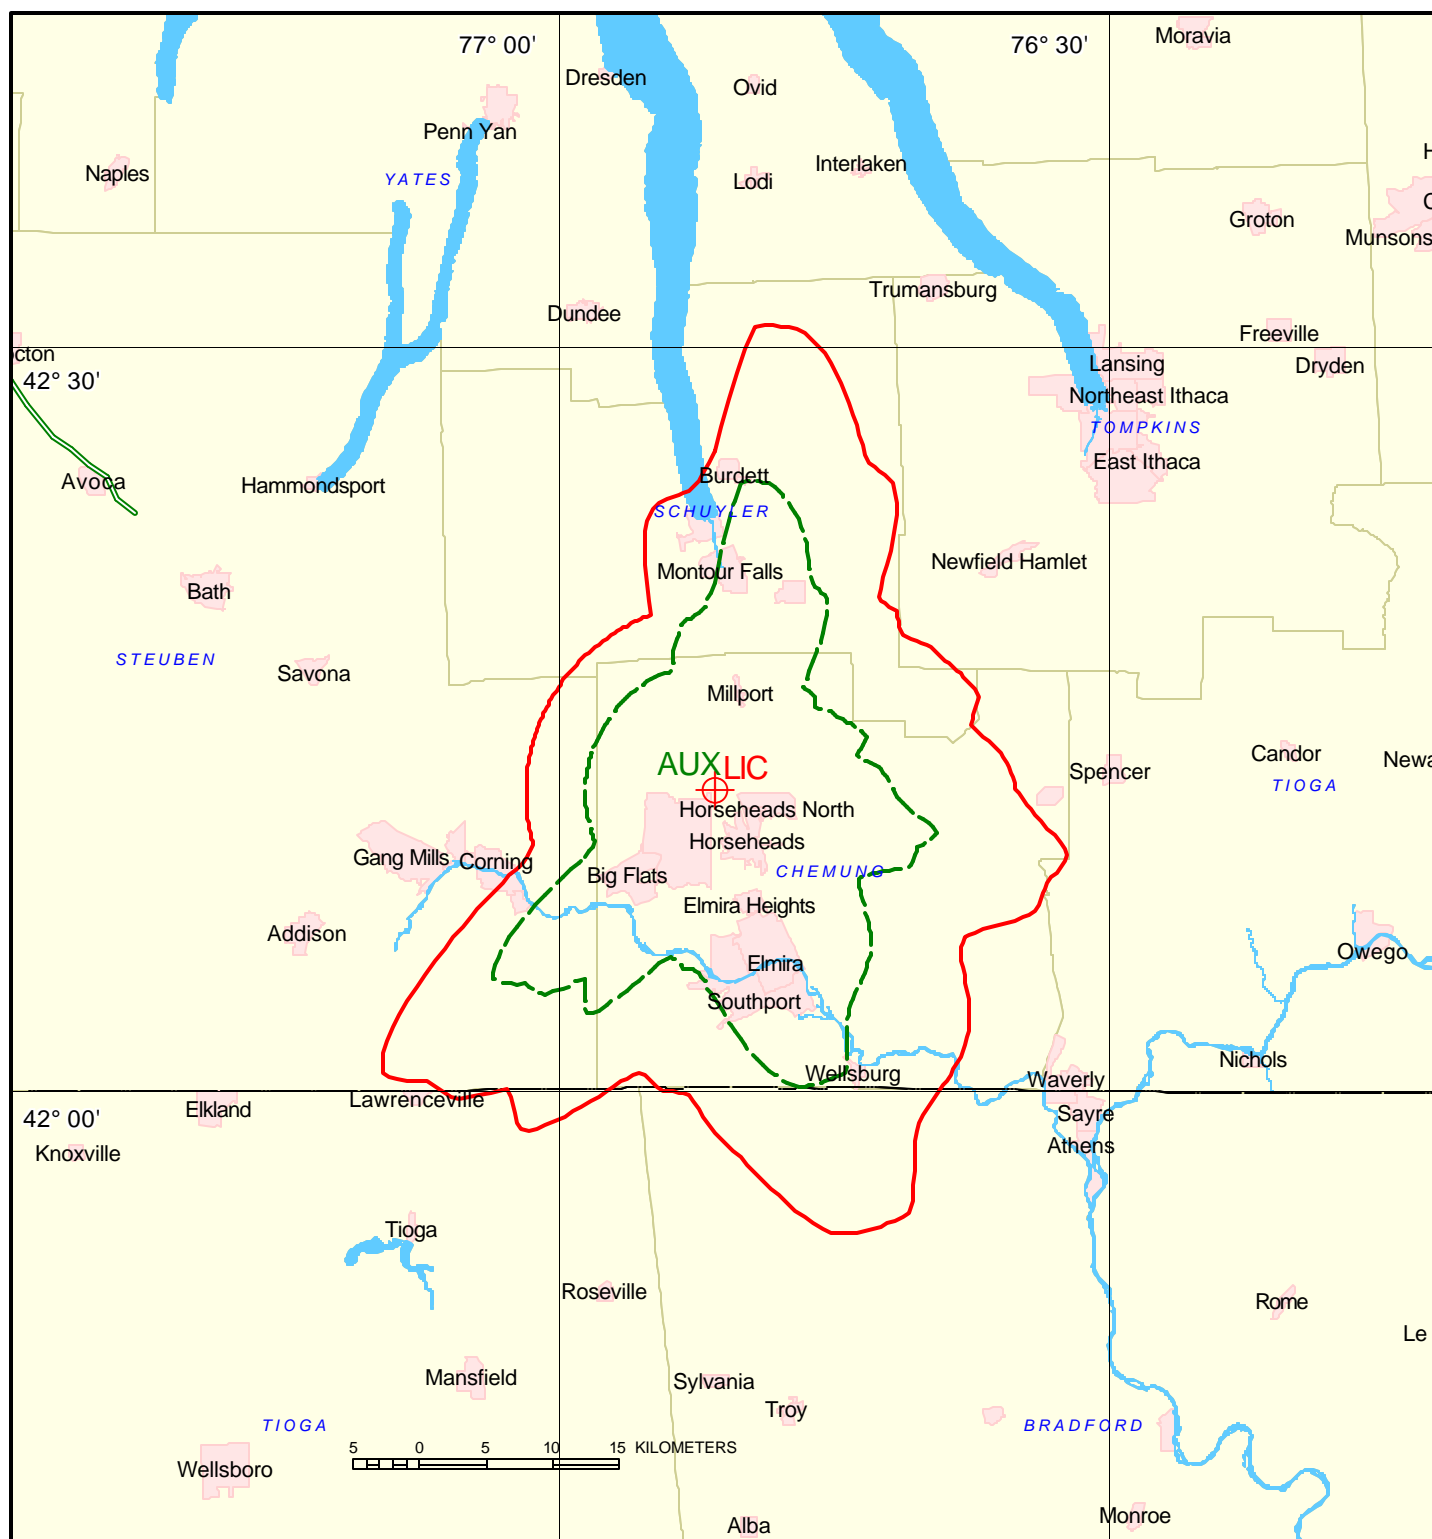 Moravia
77° 00'
76° 30'
Dresden
Ovid
Penn Yan
H
Naples
YATES
Lodi
Interlaken
C
Groton
Munsons
Trumansburg
Dundee
Freeville
cton
Lansing
Dryden
42° 30'
Northeast Ithaca
TOMPKINS
East Ithaca
Avoca
Hammondsport
Burdett
SCHUYLER
Montour Falls
Newfield Hamlet
Bath
STEUBEN
Savona
Millport
Candor
Newa
AUX LIC
Spencer
TIOGA
Horseheads North
Horseheads
Gang Mills
Corning
Big Flats
CHEMUNG
Elmira Heights
Addison
Owego
Elmira
Southport
Nichols
Wellsburg
Waverly
Lawrenceville
Elkland
Sayre
42° 00'
Athens
Knoxville
Tioga
Roseville
Rome
Le
Mansfield
Sylvania
Troy
TIOGA
BRADFORD
5 0 5 10 15 KILOMETERS
Wellsboro
Monroe
Alba